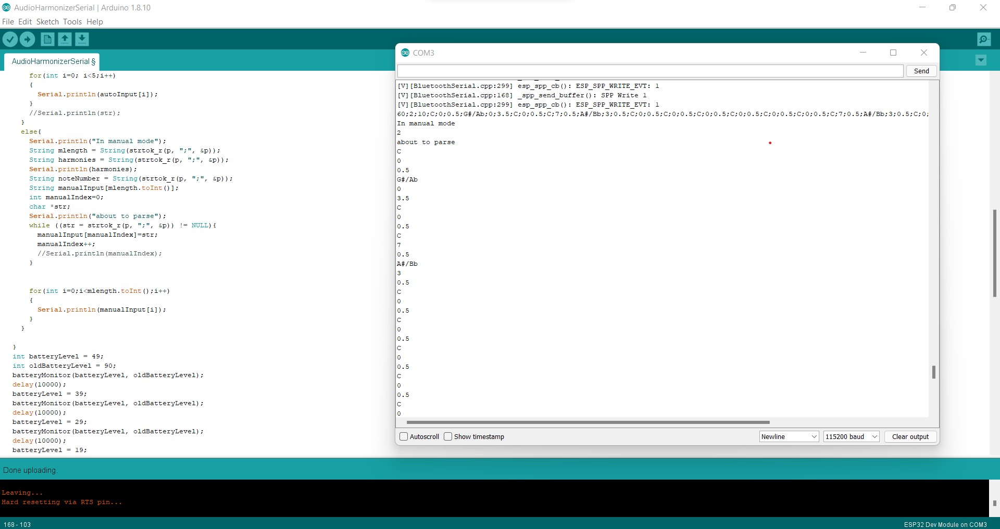 AudioHarmonizerSerial | Arduino 1.8.10
File Edit Sketch Tools Help
AudioHarmonizerSerial §
for(int i=0; i<5;i++)
{
Serial.println(autoInput[i]);
}
//Serial.println(str);
}
else{
Serial.println("In manual mode");
String mlength = String(strtok_r(p, ";", &p));
String harmonies = String(strtok_r(p, ";", &p));
Serial.println(harmonies);
String noteNumber = String(strtok_r(p, ";", &p));
String manualInput[mlength.toInt()];
int manualIndex=0;
char *str;
Serial.println("about to parse");
while ((str = strtok_r(p, ";", &p)) != NULL){
manualInput[manualIndex]=str;
manualIndex++;
//Serial.println(manualIndex);
}
for(int i=0;i<mlength.toInt();i++)
{
Serial.println(manualInput[i]);
}
}
}
int batteryLevel = 49;
int oldBatteryLevel = 90;
batteryMonitor(batteryLevel, oldBatteryLevel);
delay(10000);
batteryLevel = 39;
batteryMonitor(batteryLevel, oldBatteryLevel);
delay(10000);
batteryLevel = 29;
batteryMonitor(batteryLevel, oldBatteryLevel);
delay(10000);
batteryLevel = 19;
COM3
Send
[V][BluetoothSerial.cpp:299] esp_spp_cb(): ESP_SPP_WRITE_EVT: 1
[V][BluetoothSerial.cpp:168] _spp_send_buffer(): SPP Write 1
[V][BluetoothSerial.cpp:299] esp_spp_cb(): ESP_SPP_WRITE_EVT: 1
60;2;10;C;0;0.5;G#/Ab;0;3.5;C;0;0.5;C;7;0.5;A#/Bb;3;0.5;C;0;0.5;C;0;0.5;C;0;0.5;C;0;0.5;C;0;0.5;C;7;0.5;A#/Bb;3;0.5;C;0;
In manual mode
2
about to parse
C
0
0.5
G#/Ab
0
3.5
C
0
0.5
C
7
0.5
A#/Bb
3
0.5
C
0
0.5
C
0
0.5
C
0
0.5
C
0
0.5
C
0
Autoscroll Show timestamp Newline 115200 baud Clear output
Done uploading.
Leaving...
Hard resetting via RTS pin...
168 - 103
ESP32 Dev Module on COM3